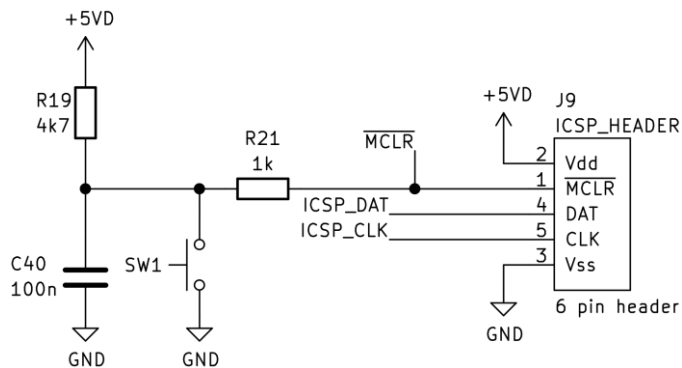 +5VD
R19
4k7
R21
1k
MCLR
+5VD
J9
ICSP_HEADER
2 Vdd
1 MCLR
ICSP_DAT
4 DAT
ICSP_CLK
5 CLK
3 Vss
C40
100n
SW1
GND
GND
GND
6 pin header